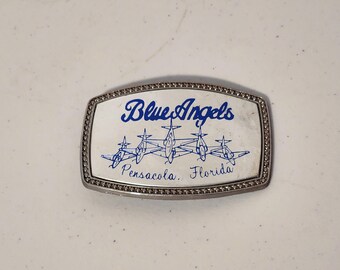 Blue Angels
Pensacola, Florida